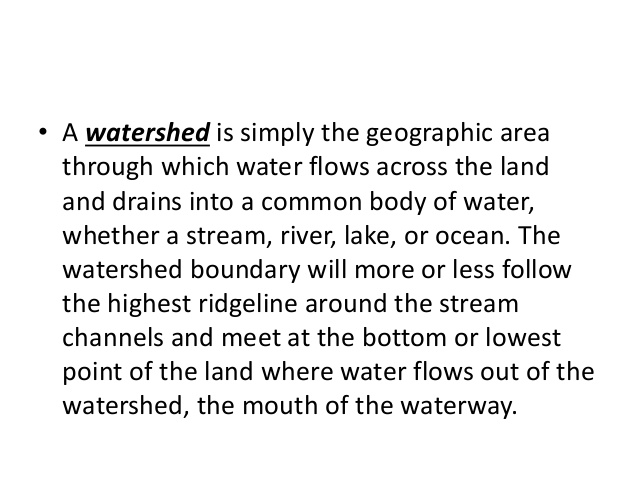 • A watershed is simply the geographic area
through which water flows across the land
and drains into a common body of water,
whether a stream, river, lake, or ocean. The
watershed boundary will more or less follow
the highest ridgeline around the stream
channels and meet at the bottom or lowest
point of the land where water flows out of the
watershed, the mouth of the waterway.